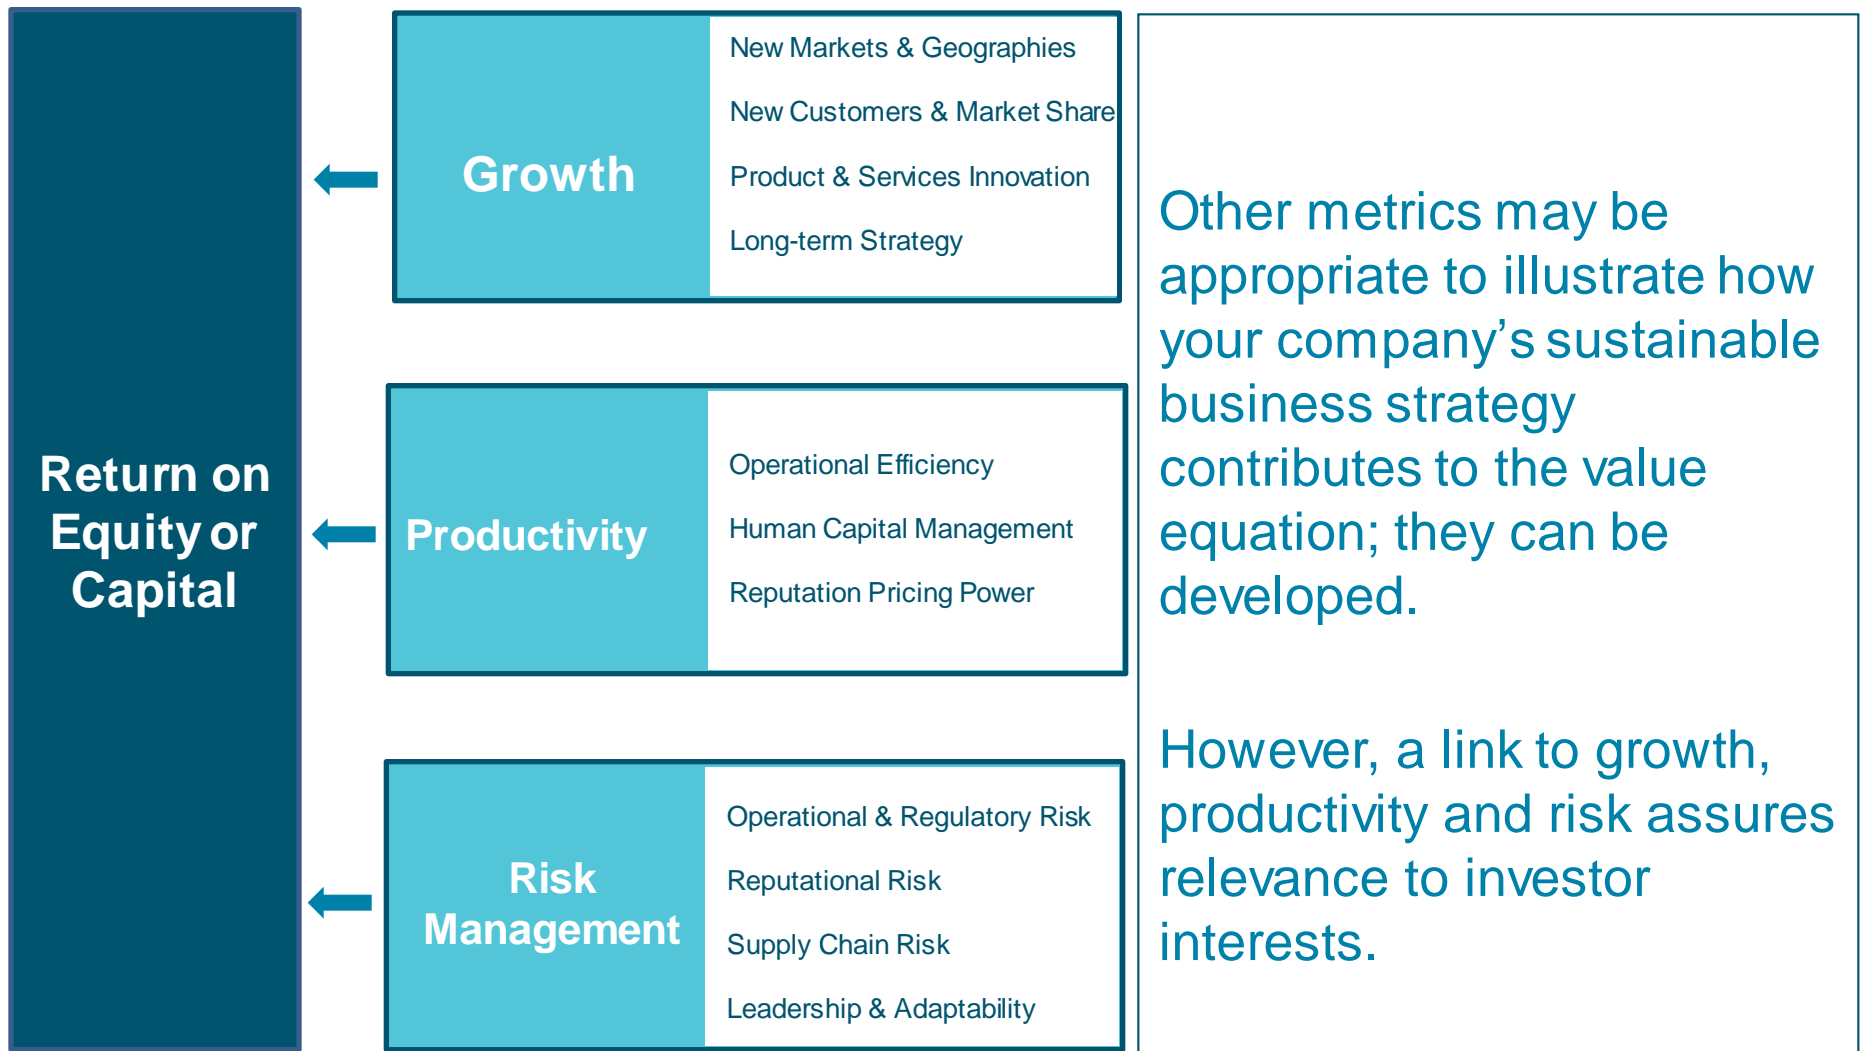 Return on
Equity or
Capital
Growth
New Markets & Geographies
New Customers & Market Share
Product & Services Innovation
Long-term Strategy
Productivity
Operational Efficiency
Human Capital Management
Reputation Pricing Power
Risk
Management
Operational & Regulatory Risk
Reputational Risk
Supply Chain Risk
Leadership & Adaptability
Other metrics may be
appropriate to illustrate how
your company’s sustainable
business strategy
contributes to the value
equation; they can be
developed.
However, a link to growth,
productivity and risk assures
relevance to investor
interests.